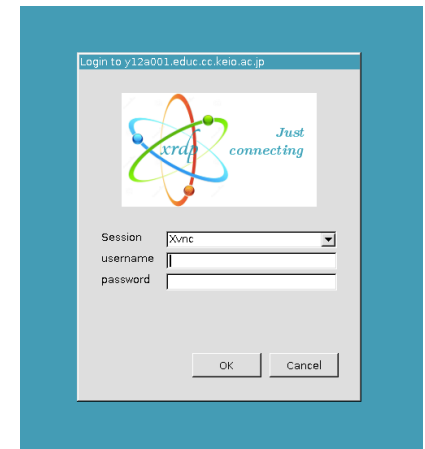 Login to y12a001.educ.cc.keio.ac.jp
Just
xrdp connecting
Session Xvnc
username
password
OK Cancel